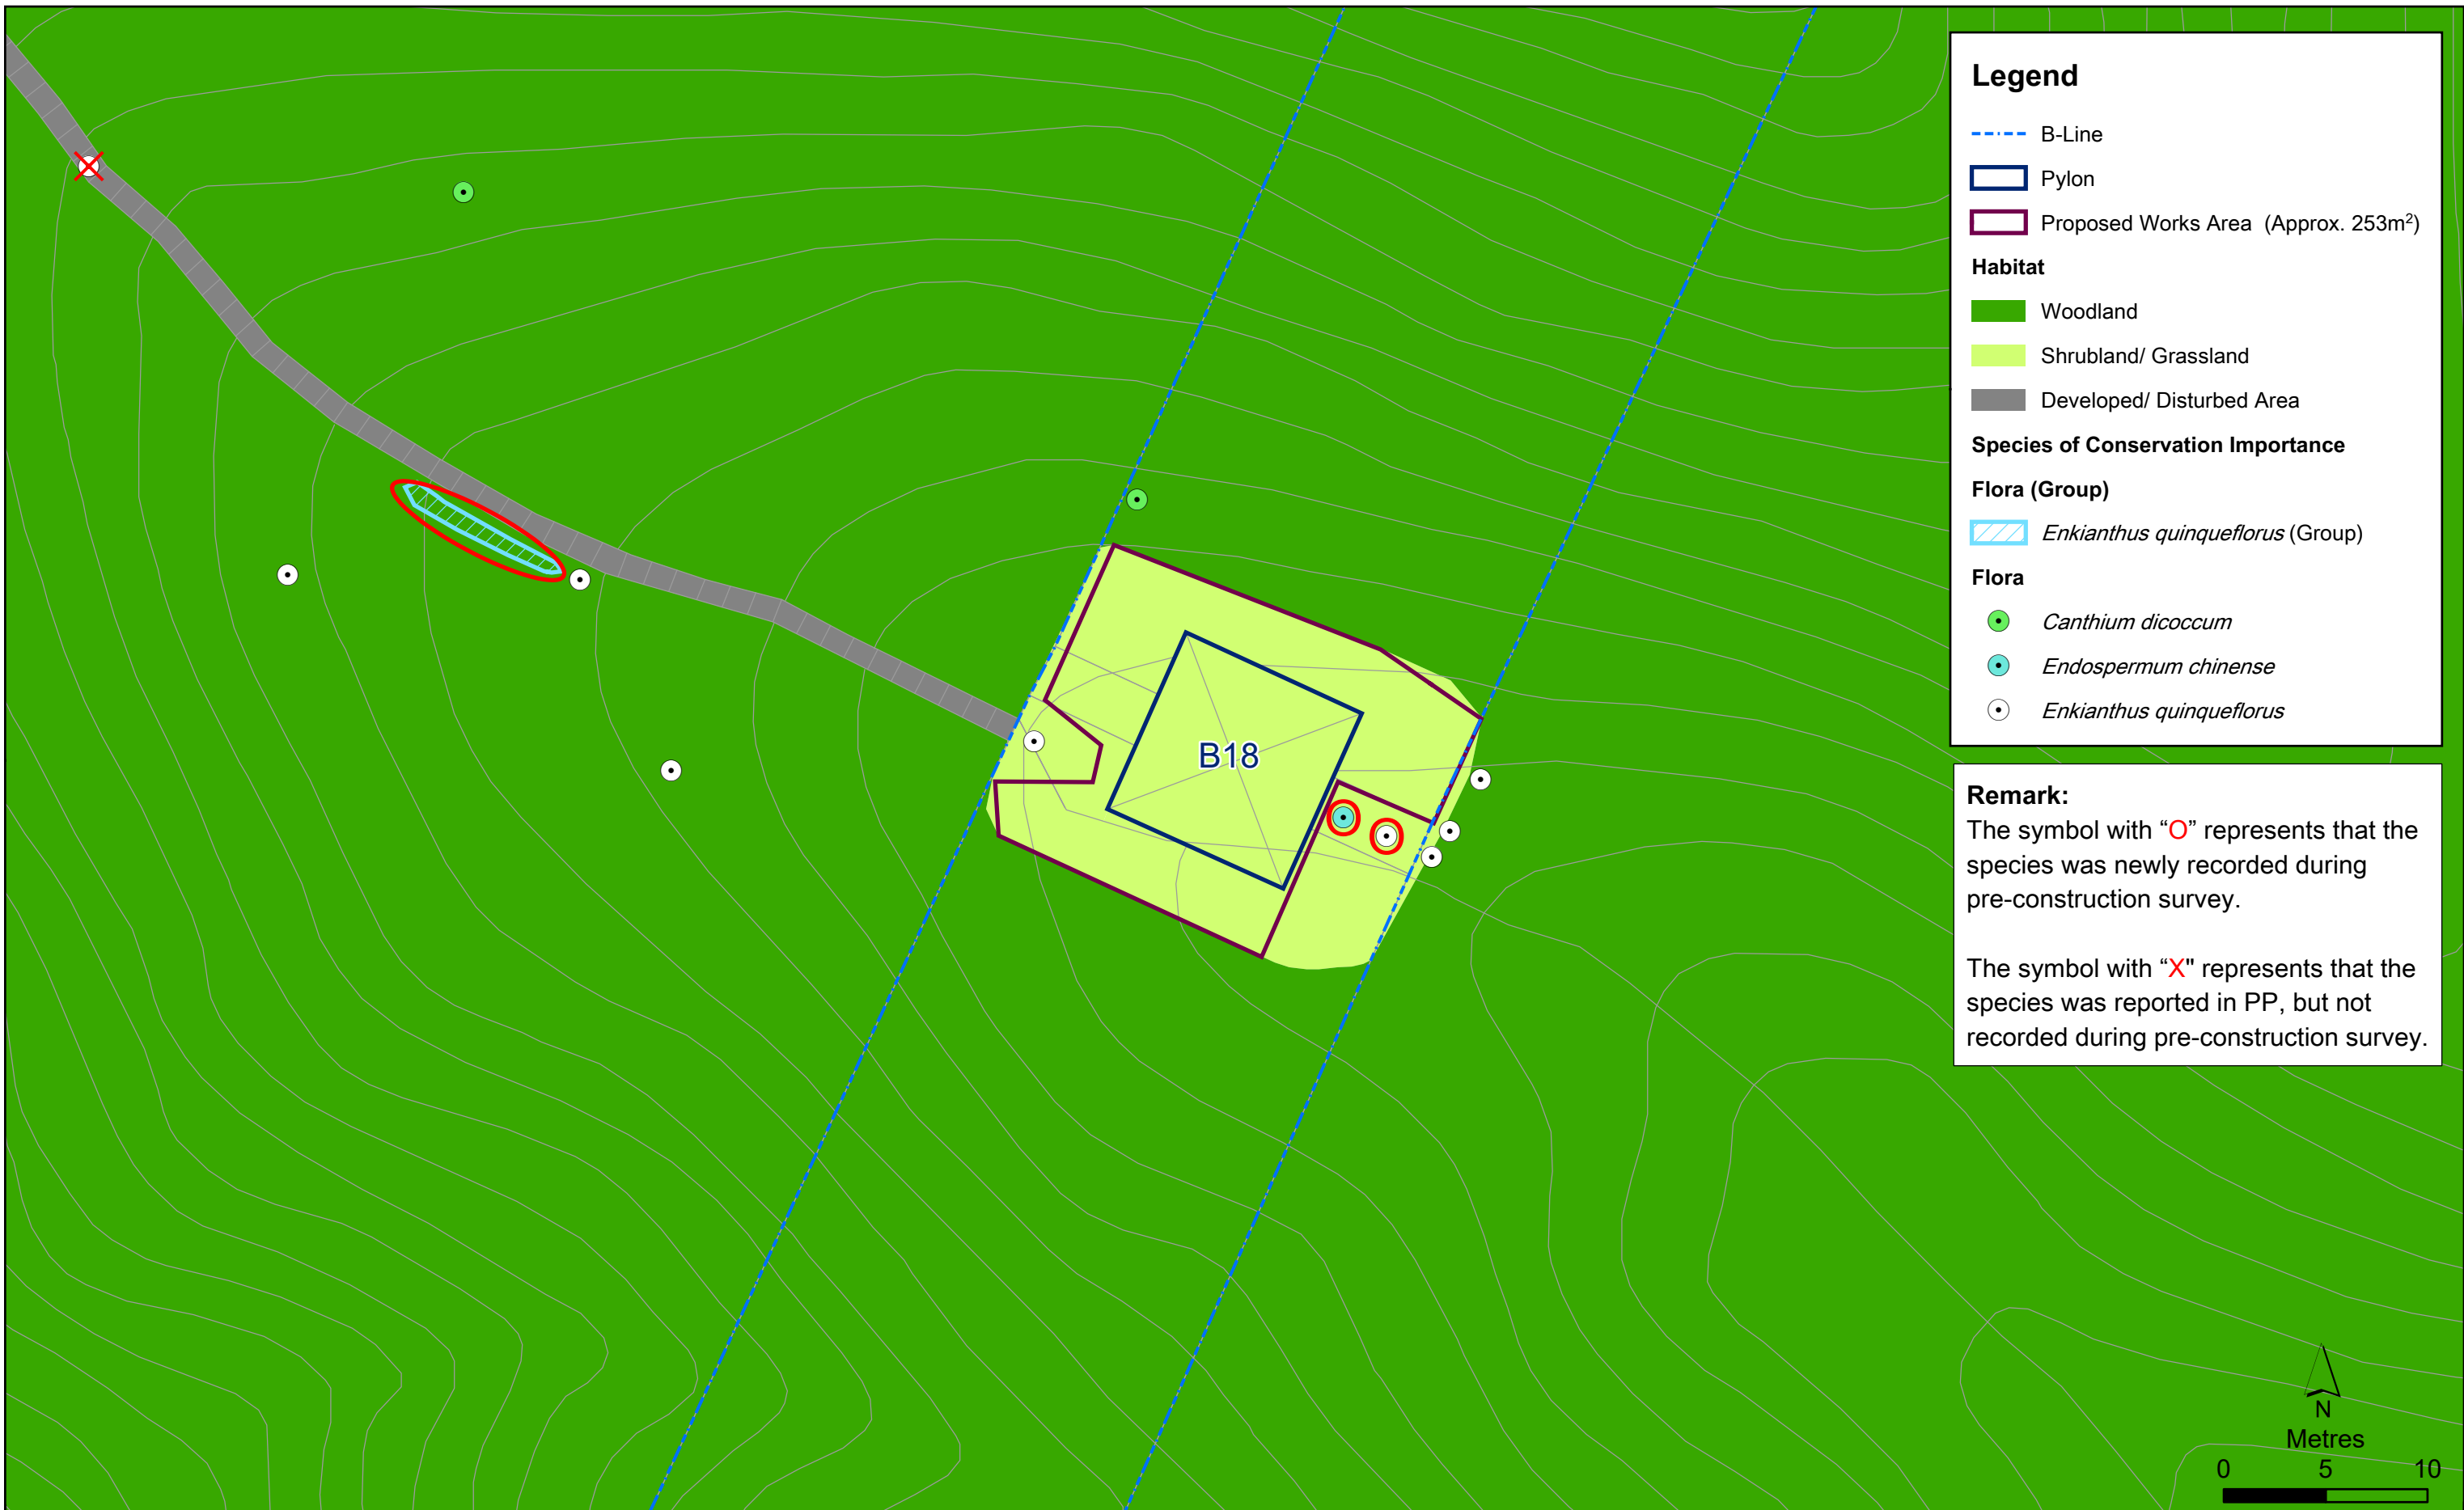 Legend
B-Line
Pylon
Proposed Works Area (Approx. 253m²)
Habitat
Woodland
Shrubland/ Grassland
Developed/ Disturbed Area
Species of Conservation Importance
Flora (Group)
Enkianthus quinqueflorus (Group)
Flora
Canthium dicoccum
Endospermum chinense
Enkianthus quinqueflorus
B18
Remark:
The symbol with “O” represents that the
species was newly recorded during
pre-construction survey.
The symbol with “X" represents that the
species was reported in PP, but not
recorded during pre-construction survey.
N
Metres
0 5 10